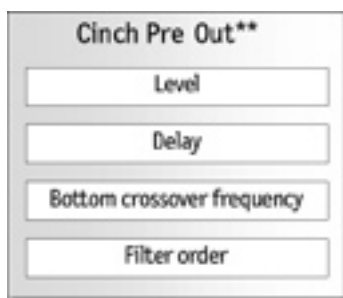 Cinch Pre Out**
Level
Delay
Bottom crossover frequency
Filter order